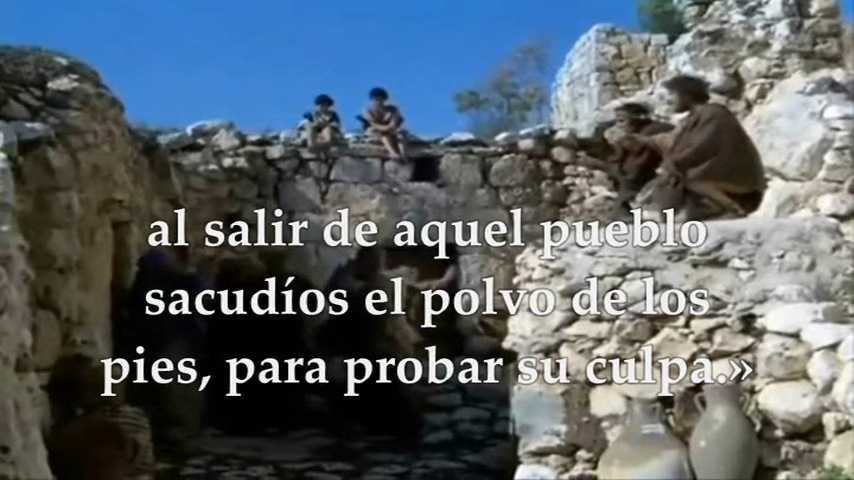 al salir de aquel pueblo
sacudíos el polvo de los
pies, para probar su culpa.»